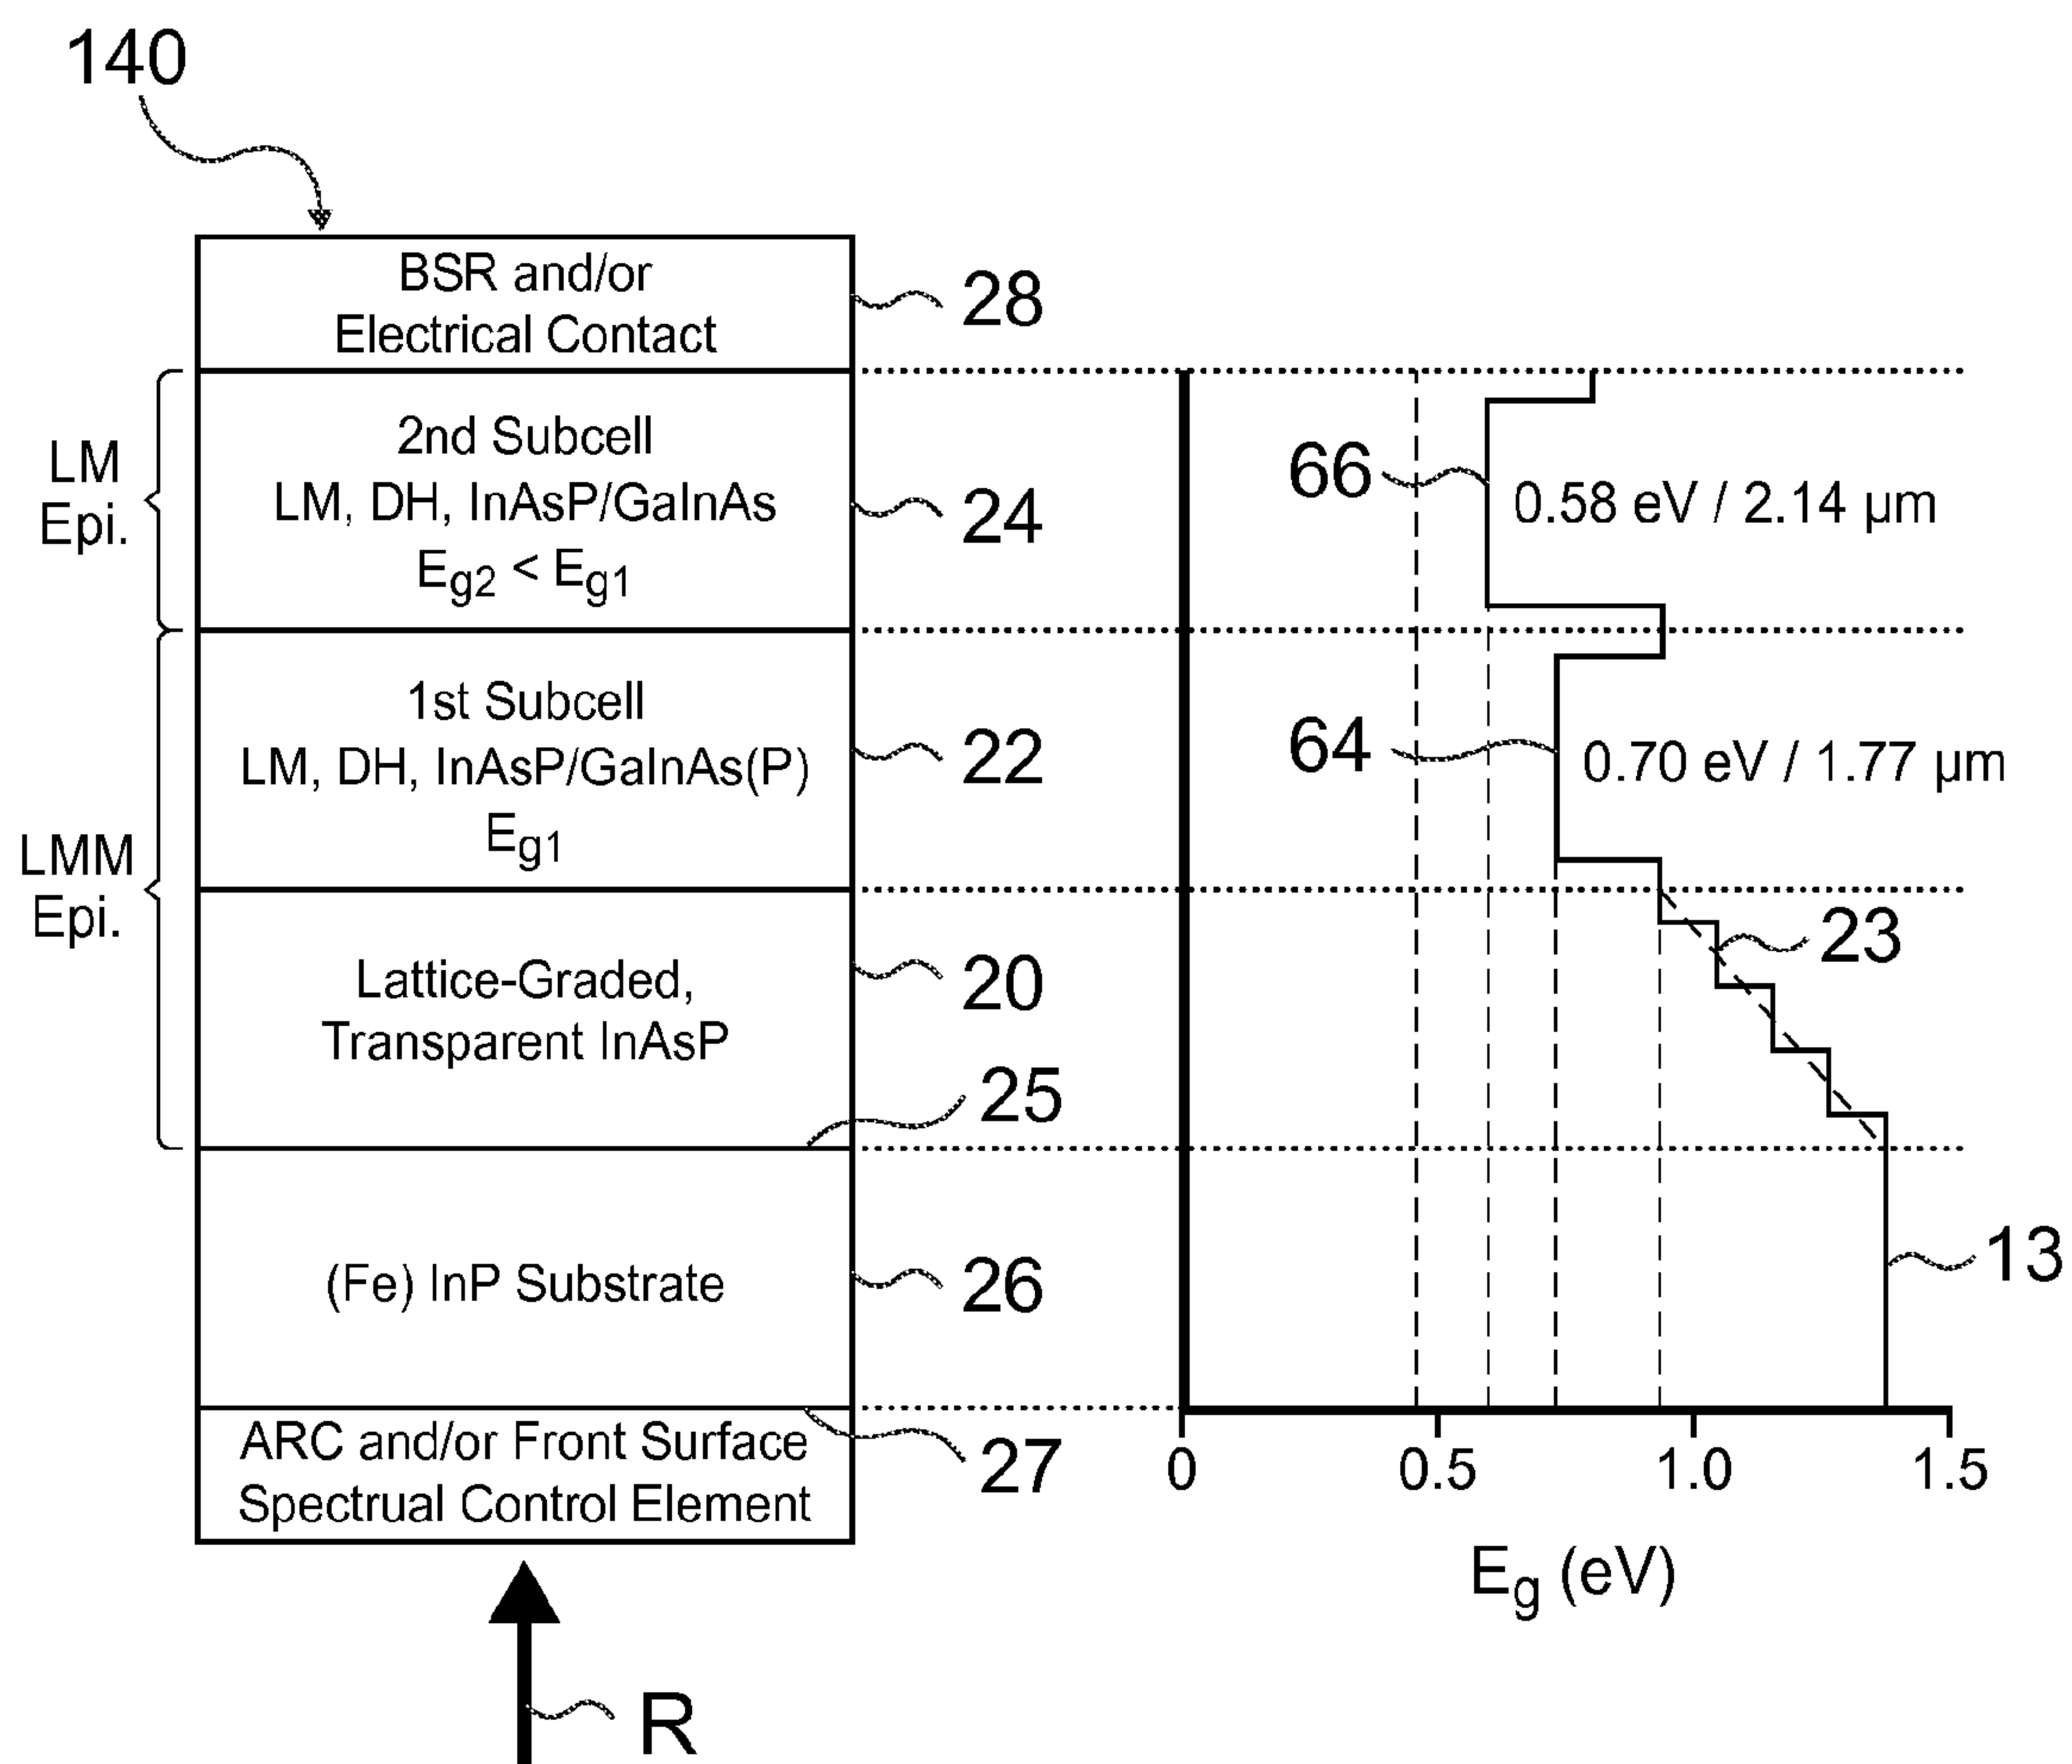 140
BSR and/or
Electrical Contact
28
LM
Epi.
2nd Subcell
LM, DH, InAsP/GaInAs
Eg2 < Eg1
24
66
0.58 eV / 2.14 μm
LMM
Epi.
1st Subcell
LM, DH, InAsP/GaInAs(P)
Eg1
22
64
0.70 eV / 1.77 μm
Lattice-Graded,
Transparent InAsP
20
23
25
(Fe) InP Substrate
26
13
ARC and/or Front Surface
Spectrual Control Element
27
0 0.5 1.0 1.5
Eg (eV)
R